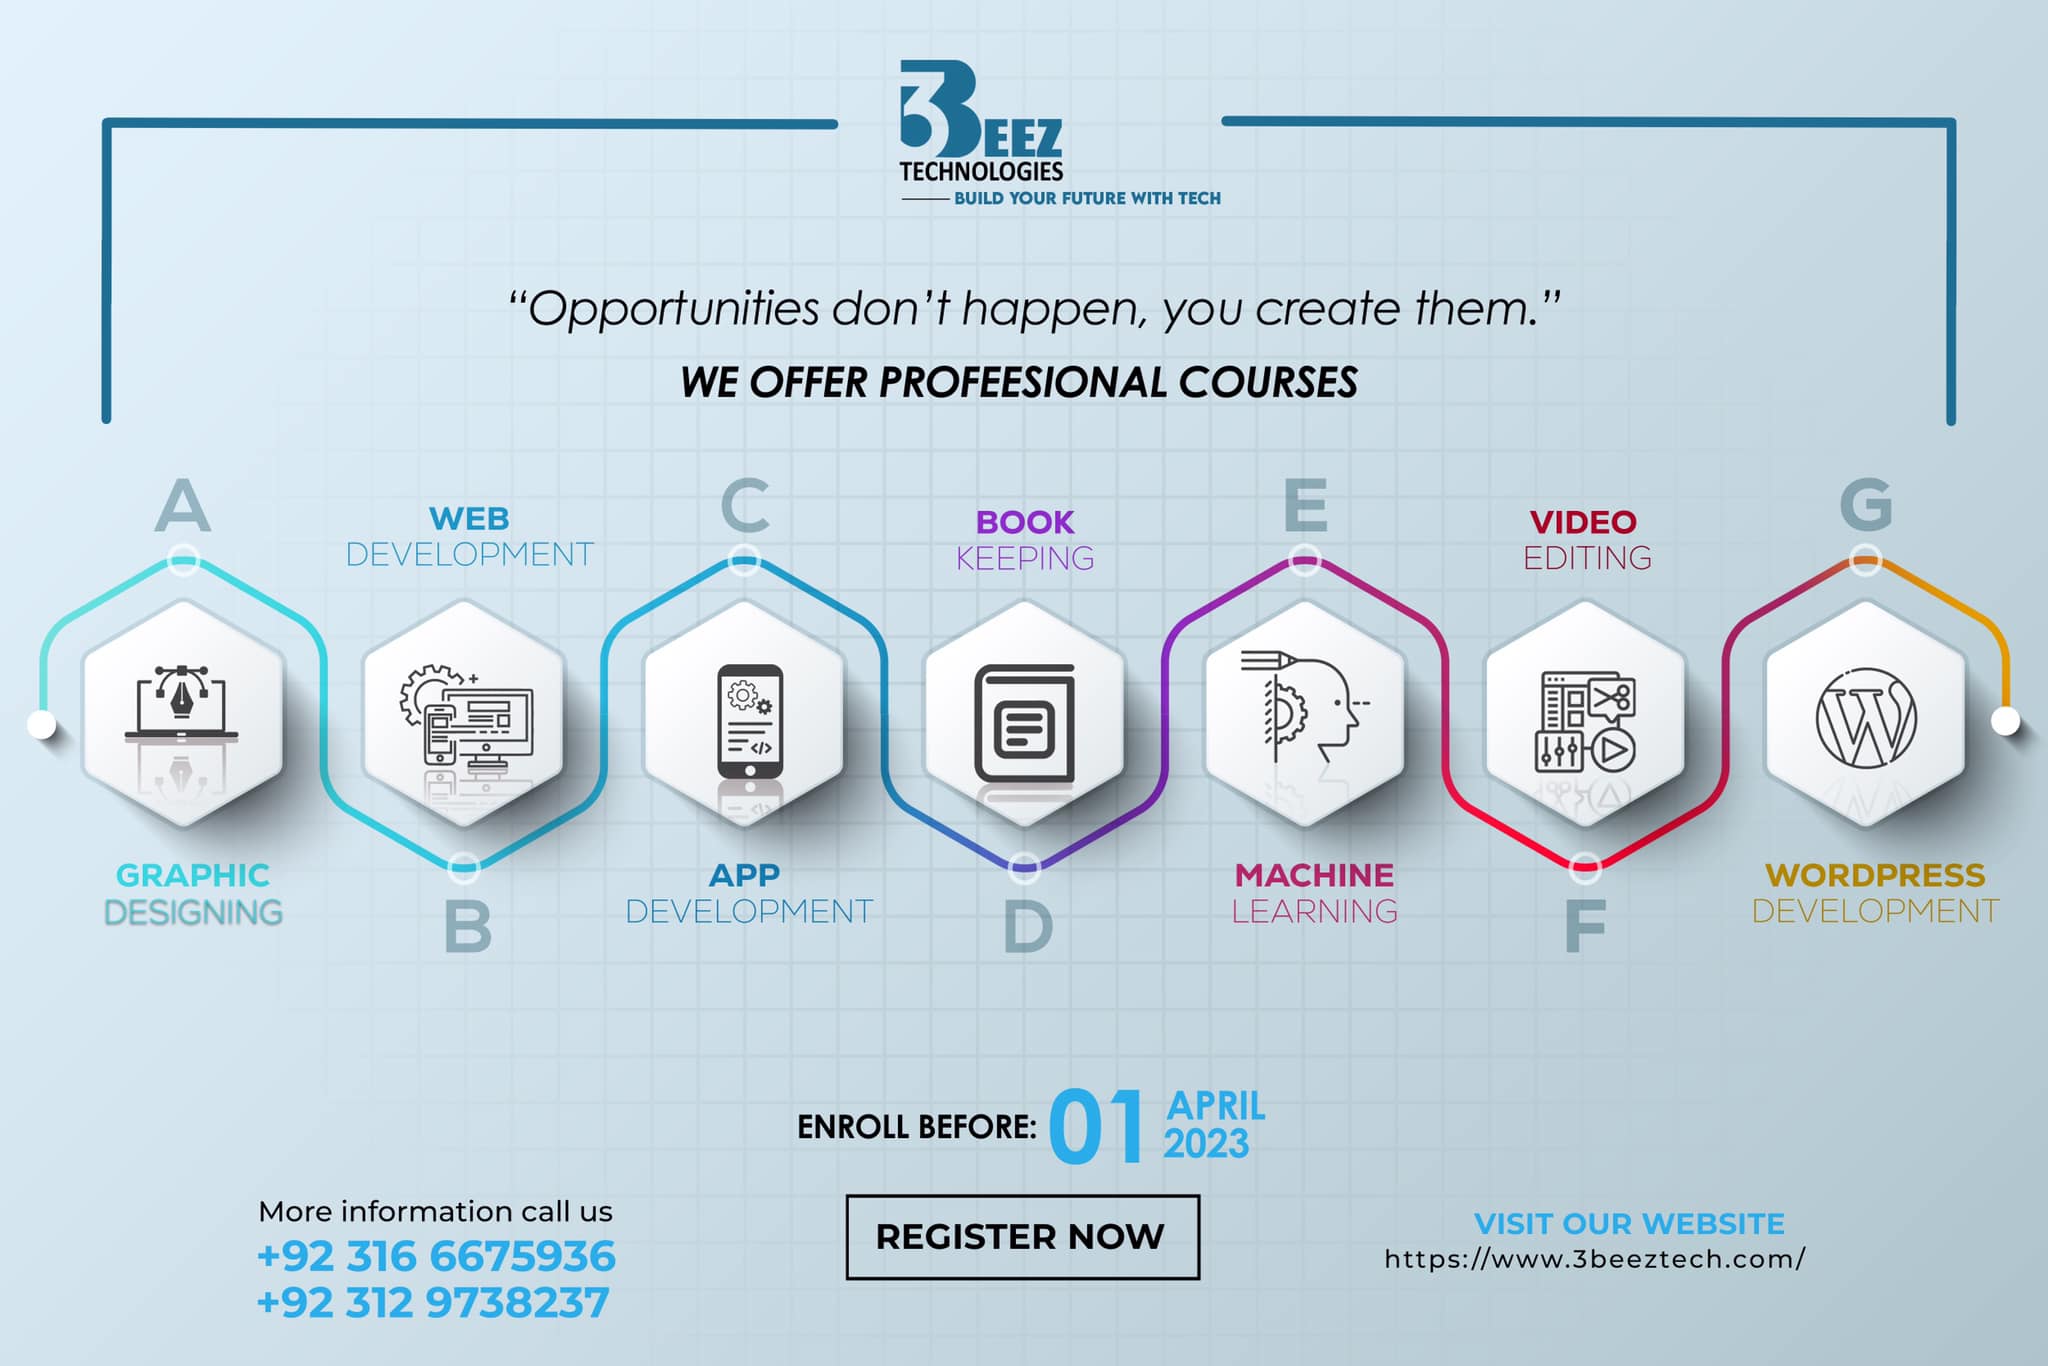 3BEEZ
TECHNOLOGIES
BUILD YOUR FUTURE WITH TECH
“Opportunities don’t happen, you create them.”
WE OFFER PROFEESIONAL COURSES
A
GRAPHIC
DESIGNING
WEB
DEVELOPMENT
B
C
APP
DEVELOPMENT
BOOK
KEEPING
D
E
MACHINE
LEARNING
VIDEO
EDITING
F
G
WORDPRESS
DEVELOPMENT
ENROLL BEFORE: 01 APRIL
2023
More information call us
+92 316 6675936
+92 312 9738237
REGISTER NOW
VISIT OUR WEBSITE
https://www.3beeztech.com/